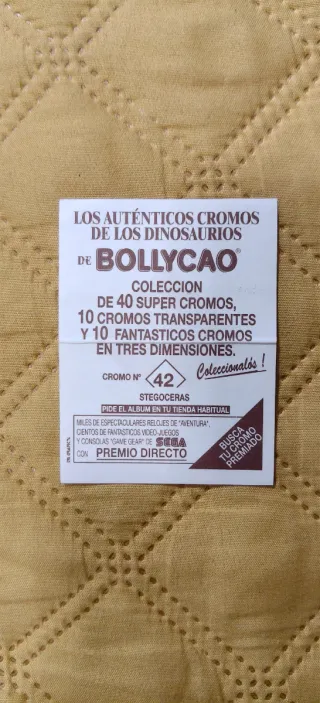 LOS AUTÉNTICOS CROMOS
DE LOS DINOSAURIOS
DE BOLLYCAO®
COLECCION
DE 40 SUPER CROMOS,
10 CROMOS TRANSPARENTES
Y 10 FANTASTICOS CROMOS
EN TRES DIMENSIONES.
Coleccionalós !
CROMO Nº 42
STEGOCERAS
PIDE EL ALBUM EN TU TIENDA HABITUAL
MILES DE ESPECTACULARES RELOJES DE "AVENTURA",
CIENTOS DE FANTASTICOS VIDEO-JUEGOS
Y CONSOLAS "GAME GEAR" DE SEGA
CON PREMIO DIRECTO
BUSCA
TU CROMO
PREMIADO